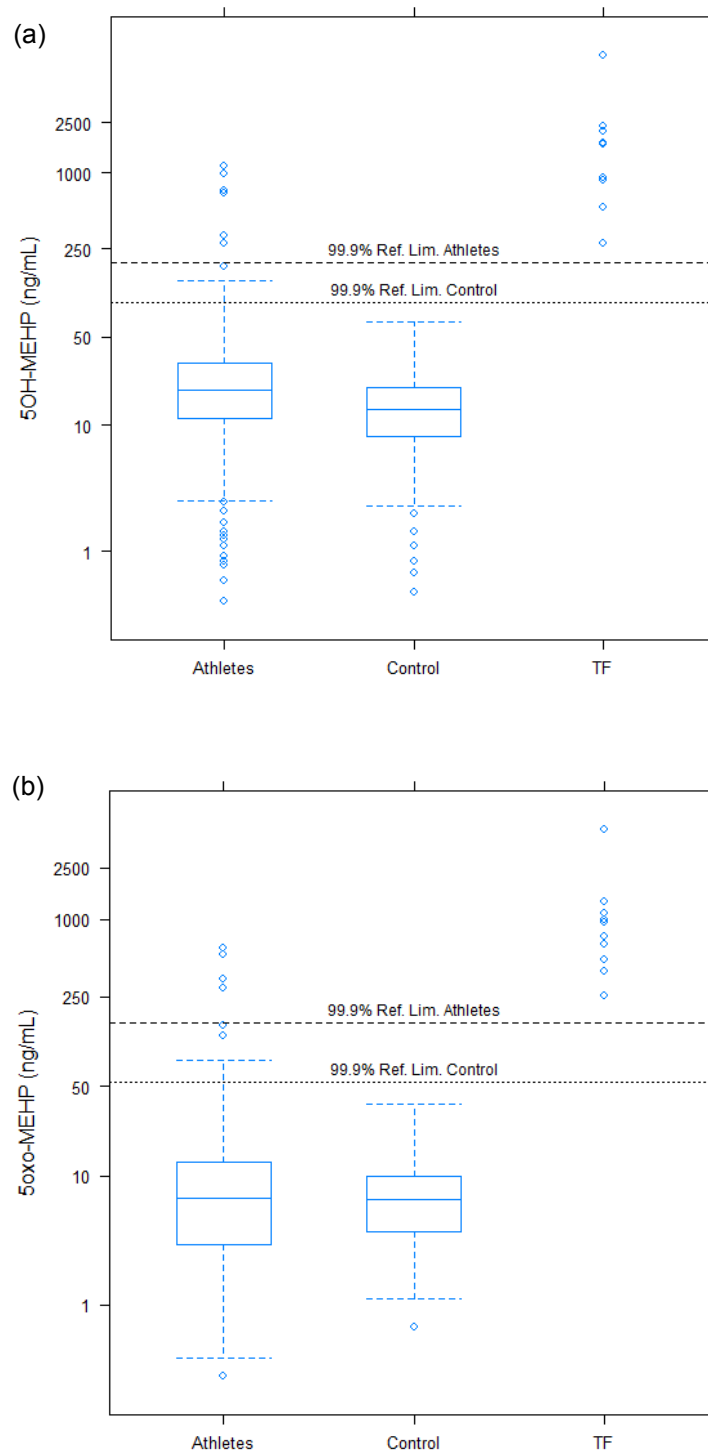 (a)
5OH-MEHP (ng/mL)
2500
1000
250
50
10
1
99.9% Ref. Lim. Athletes
99.9% Ref. Lim. Control
Athletes Control TF
(b)
5oxo-MEHP (ng/mL)
2500
1000
250
50
10
1
99.9% Ref. Lim. Athletes
99.9% Ref. Lim. Control
Athletes Control TF